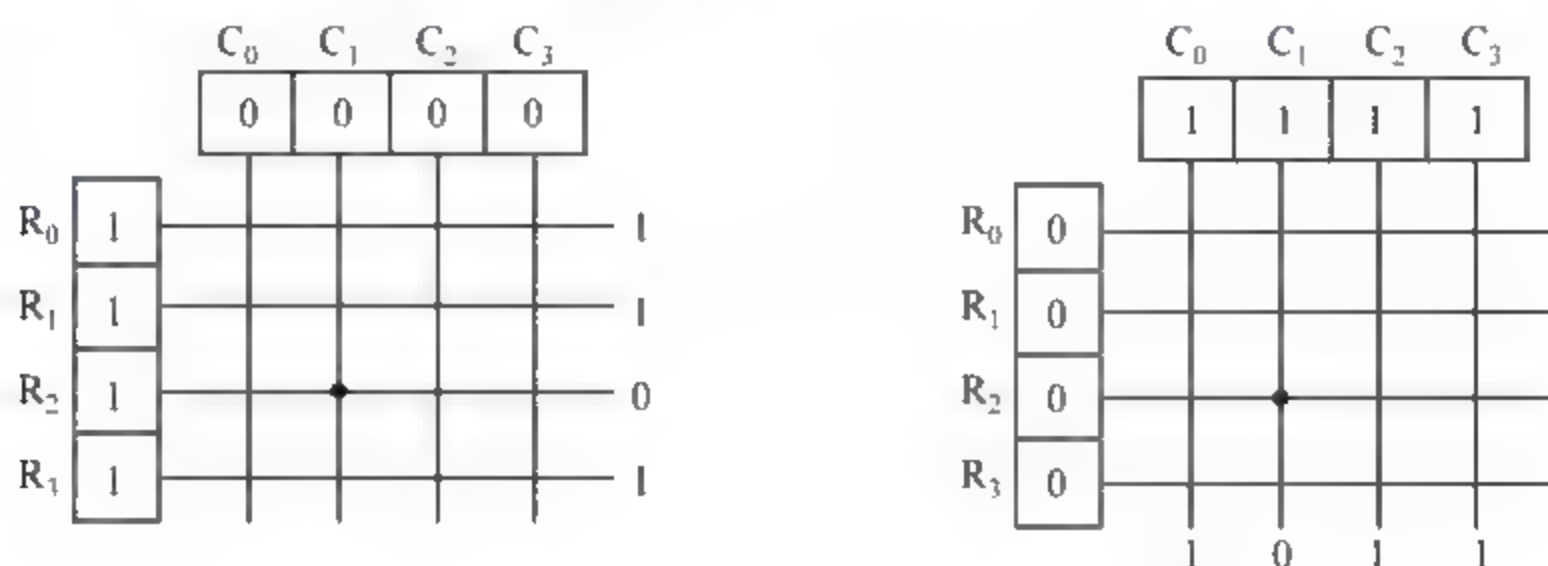 C₀ C₁ C₂ C₃ C₀ C₁ C₂ C₃
0 0 0 0 1 1 1 1
R₀ 1 1 R₀ 0
R₁ 1 1 R₁ 0
R₂ 1 0 R₂ 0
R₃ 1 1 R₃ 0
1 0 1 1